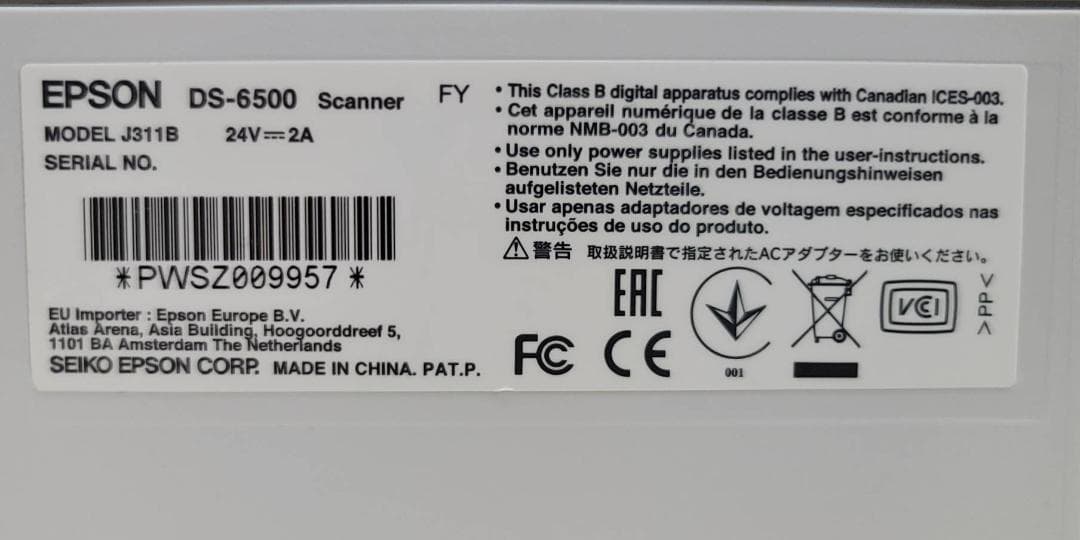 EPSON DS-6500 Scanner FY
MODEL J311B 24V⎓2A
SERIAL NO.
*PWSZ009957*
EU Importer : Epson Europe B.V.
Atlas Arena, Asia Building, Hoogoorddreef 5,
1101 BA Amsterdam The Netherlands
SEIKO EPSON CORP. MADE IN CHINA. PAT.P.
• This Class B digital apparatus complies with Canadian ICES-003.
• Cet appareil numérique de la classe B est conforme à la
norme NMB-003 du Canada.
• Use only power supplies listed in the user-instructions.
• Benutzen Sie nur die in den Bedienungshinweisen
aufgelisteten Netzteile.
• Usar apenas adaptadores de voltagem especificados nas
instruções de uso do produto.
⚠警告 取扱説明書で指定されたACアダプターをお使いください。
EAC
FC CE
001
VCI
>PP<